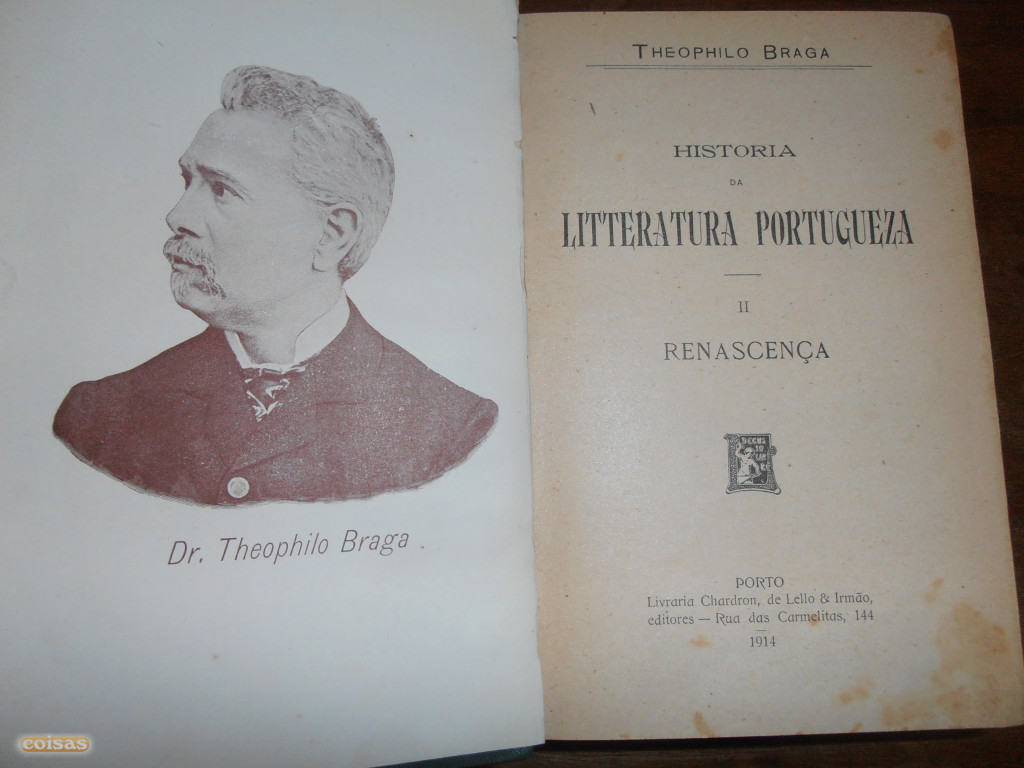 Dr. Theophilo Braga.
THEOPHILO BRAGA
HISTORIA
DA
LITTERATURA PORTUGUEZA
II
RENASCENÇA
PORTO
Livraria Chardron, de Lello & Irmão,
editores — Rua das Carmelitas, 144
1914
coisas